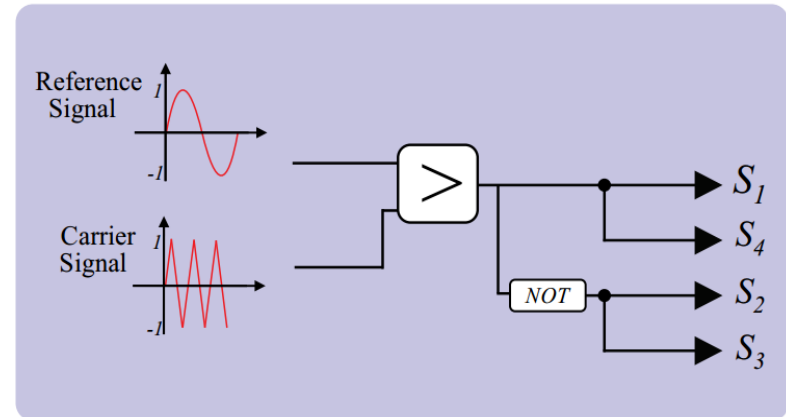 Reference
Signal
1
-1
>
Carrier
Signal
1
-1
NOT
S1
S4
S2
S3